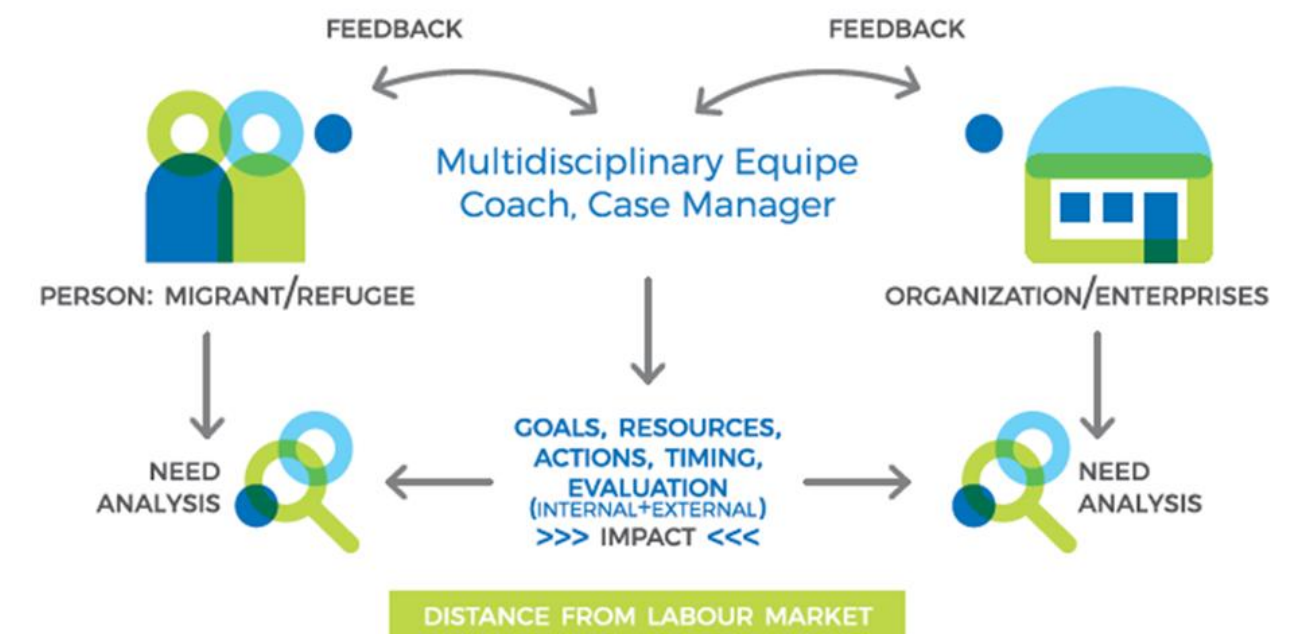 FEEDBACK
FEEDBACK
Multidisciplinary Equipe
Coach, Case Manager
PERSON: MIGRANT/REFUGEE
ORGANIZATION/ENTERPRISES
NEED
ANALYSIS
GOALS, RESOURCES,
ACTIONS, TIMING,
EVALUATION
(INTERNAL+EXTERNAL)
>>> IMPACT <<<
NEED
ANALYSIS
DISTANCE FROM LABOUR MARKET